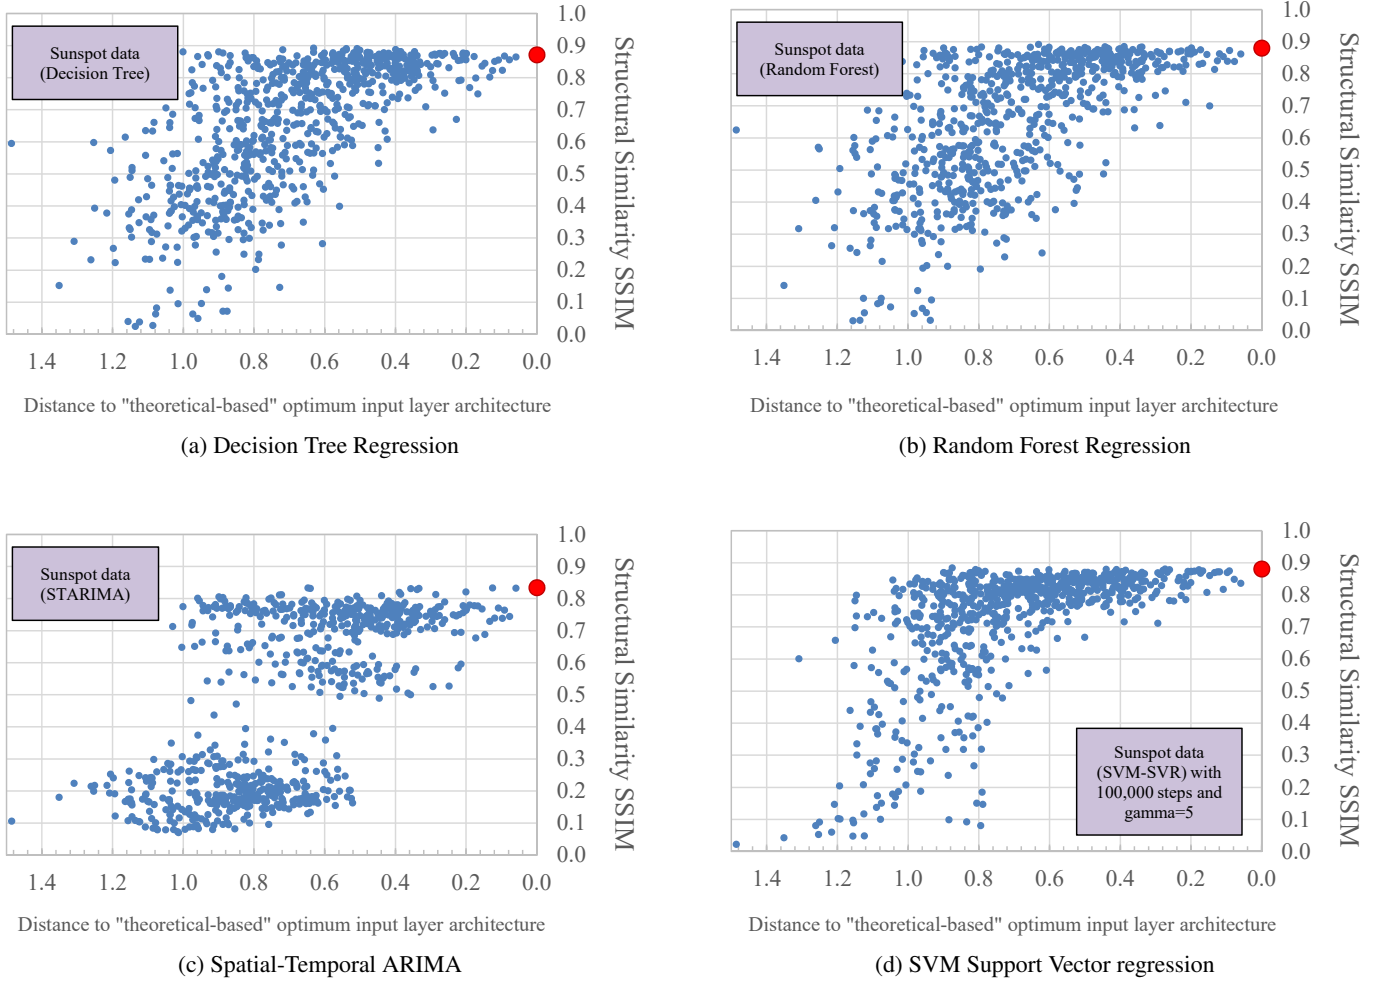 Sunspot data
(Decision Tree)
1.0
0.9
0.8
0.7
0.6
0.5
0.4
0.3
0.2
0.1
0.0
Structural Similarity SSIM
1.4 1.2 1.0 0.8 0.6 0.4 0.2 0.0
Distance to "theoretical-based" optimum input layer architecture
(a) Decision Tree Regression
Sunspot data
(Random Forest)
1.0
0.9
0.8
0.7
0.6
0.5
0.4
0.3
0.2
0.1
0.0
Structural Similarity SSIM
1.4 1.2 1.0 0.8 0.6 0.4 0.2 0.0
Distance to "theoretical-based" optimum input layer architecture
(b) Random Forest Regression
Sunspot data
(STARIMA)
1.0
0.9
0.8
0.7
0.6
0.5
0.4
0.3
0.2
0.1
0.0
Structural Similarity SSIM
1.4 1.2 1.0 0.8 0.6 0.4 0.2 0.0
Distance to "theoretical-based" optimum input layer architecture
(c) Spatial-Temporal ARIMA
Sunspot data
(SVM-SVR) with
100,000 steps and
gamma=5
1.0
0.9
0.8
0.7
0.6
0.5
0.4
0.3
0.2
0.1
0.0
Structural Similarity SSIM
1.4 1.2 1.0 0.8 0.6 0.4 0.2 0.0
Distance to "theoretical-based" optimum input layer architecture
(d) SVM Support Vector regression